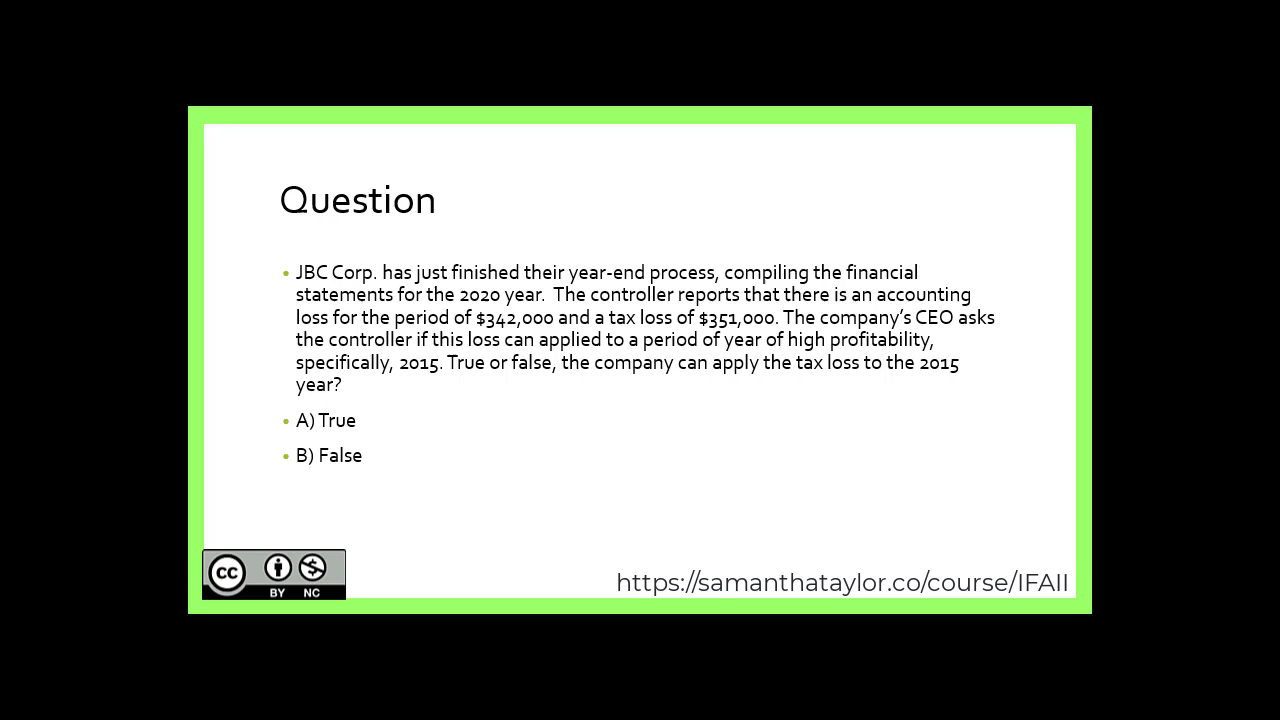 Question
• JBC Corp. has just finished their year-end process, compiling the financial
statements for the 2020 year.  The controller reports that there is an accounting
loss for the period of $342,000 and a tax loss of $351,000. The company’s CEO asks
the controller if this loss can applied to a period of year of high profitability,
specifically, 2015. True or false, the company can apply the tax loss to the 2015
year?
• A) True
• B) False
cc
BY NC
https://samanthataylor.co/course/IFAII